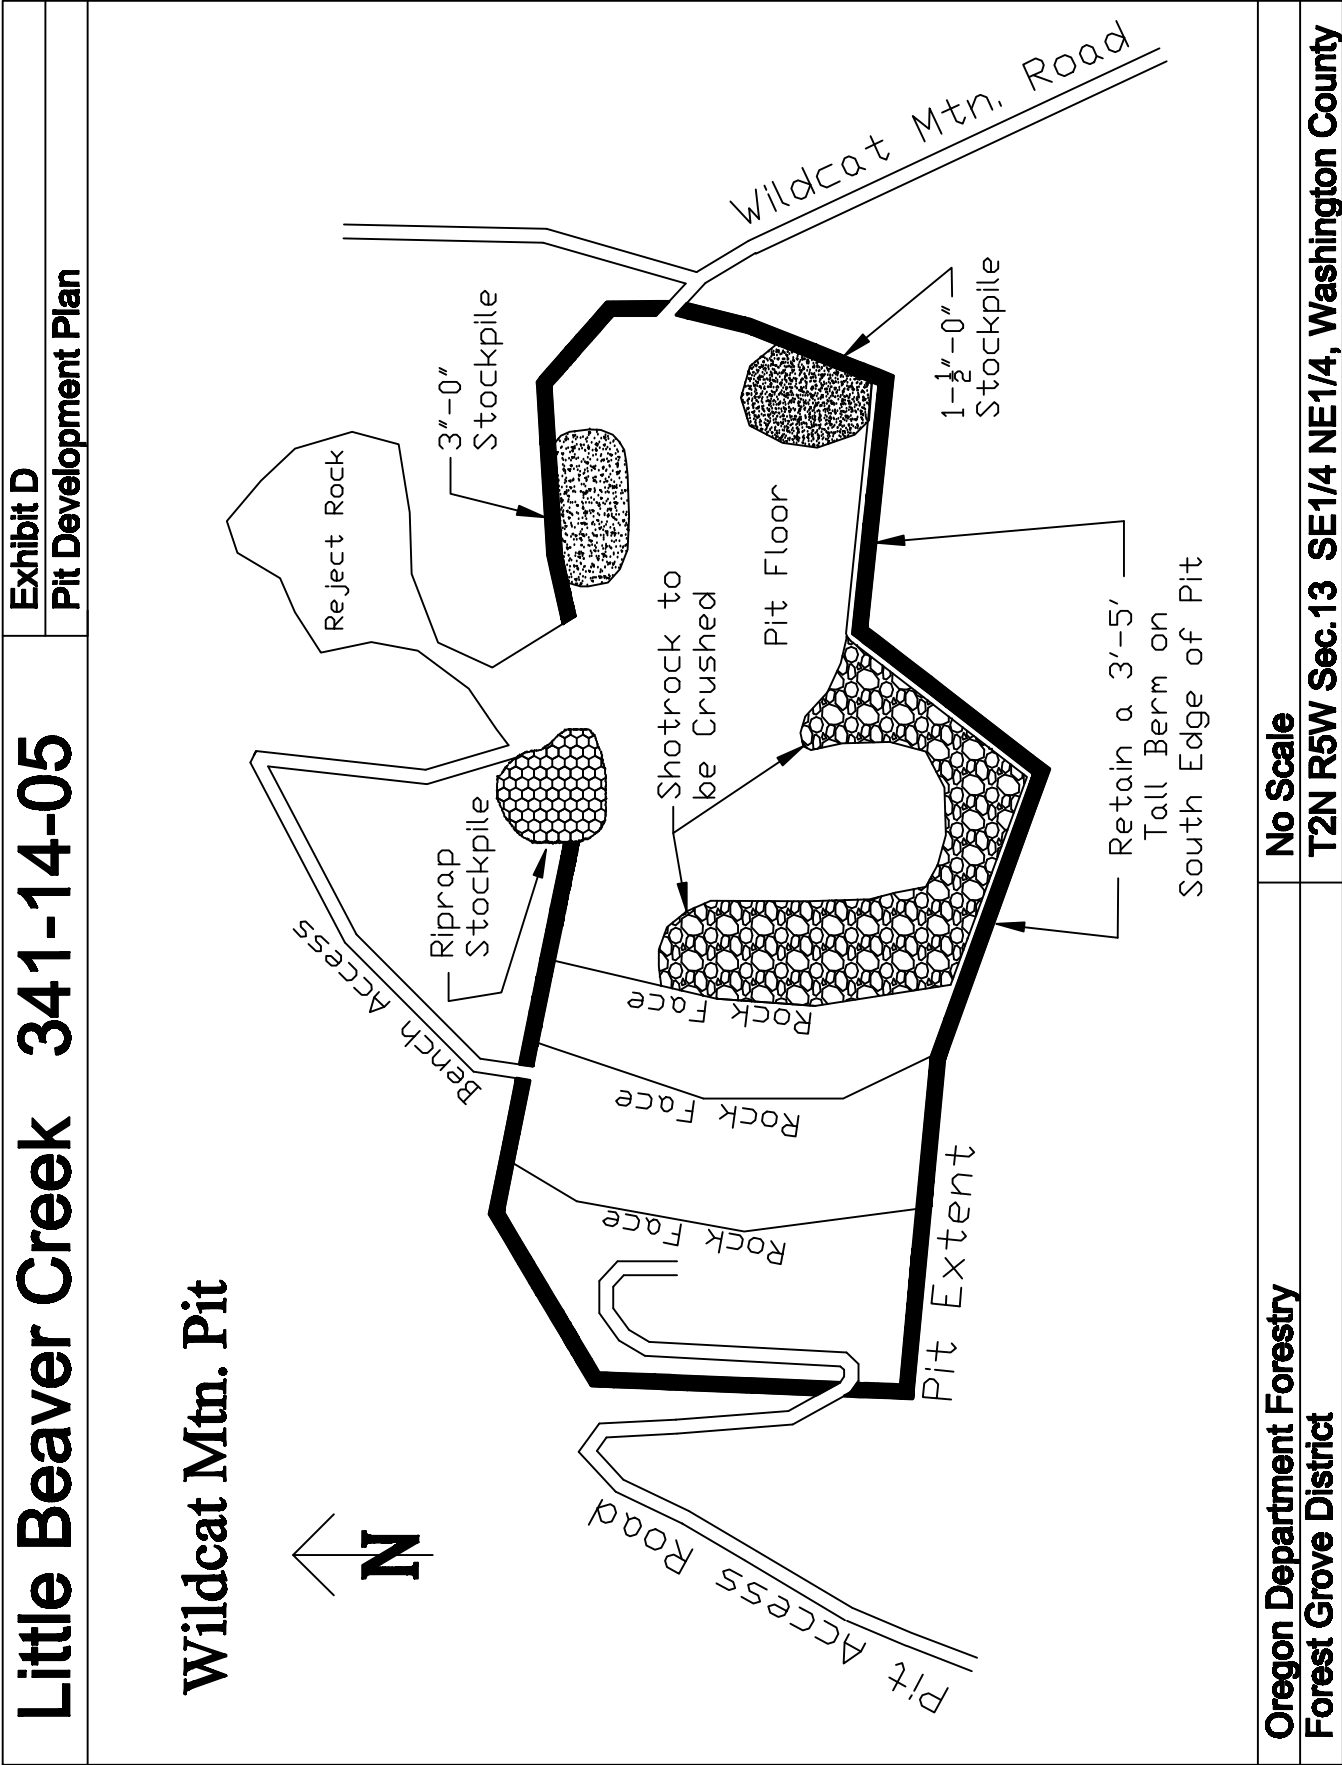 Little Beaver Creek 341-14-05
Exhibit D
Pit Development Plan
Wildcat Mtn. Pit
N
Reject Rock
Bench Access
3"-0"
Stockpile
Riprap
Stockpile
Wildcat Mtn. Road
Shotrock to
be Crushed
Pit Floor
1-1/2"-0"
Stockpile
Rock Face
Rock Face
Rock Face
Pit Access Road
Pit Extent
Retain a 3'-5'
Tall Berm on
South Edge of Pit
Oregon Department Forestry
Forest Grove District
No Scale
T2N R5W Sec.13 SE1/4 NE1/4, Washington County